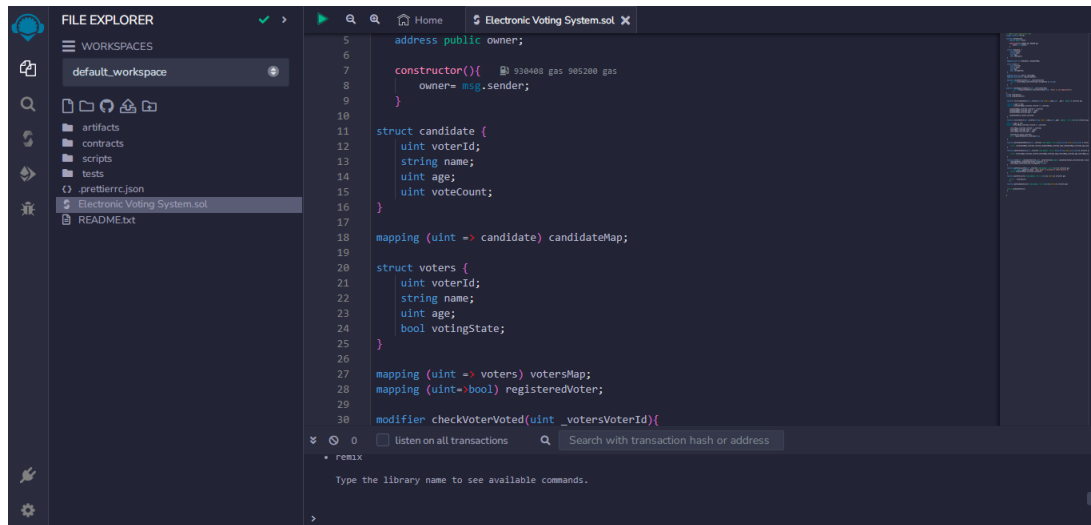 FILE EXPLORER
WORKSPACES
default_workspace
artifacts
contracts
scripts
tests
.prettierrc.json
Electronic Voting System.sol
README.txt
Home
Electronic Voting System.sol
5 address public owner;
6
7 constructor(){ 930408 gas 905200 gas
8 owner= msg.sender;
9 }
10
11 struct candidate {
12 uint voterId;
13 string name;
14 uint age;
15 uint voteCount;
16 }
17
18 mapping (uint => candidate) candidateMap;
19
20 struct voters {
21 uint voterId;
22 string name;
23 uint age;
24 bool votingState;
25 }
26
27 mapping (uint => voters) votersMap;
28 mapping (uint=>bool) registeredVoter;
29
30 modifier checkVoterVoted(uint _votersVoterId){
0 listen on all transactions Search with transaction hash or address
• remix
Type the library name to see available commands.
>